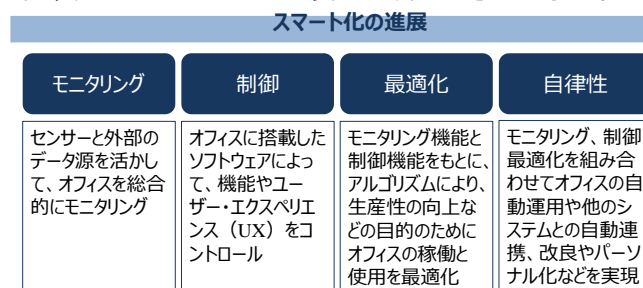 スマート化の進展
モニタリング
制御
最適化
自律性
センサーと外部の
データ源を活かし
て、オフィスを総合
的にモニタリング
オフィスに搭載した
ソフトウェアによっ
て、機能やユー
ザー・エクスペリエ
ンス（UX）をコ
ントロール
モニタリング機能と
制御機能をもとに、
アルゴリズムにより、
生産性の向上な
どの目的のために
オフィスの稼働と
使用を最適化
モニタリング、制御
最適化を組み合
わせてオフィスの自
動運用や他のシ
ステムとの自動連
携、改良やパーソ
ナル化などを実現